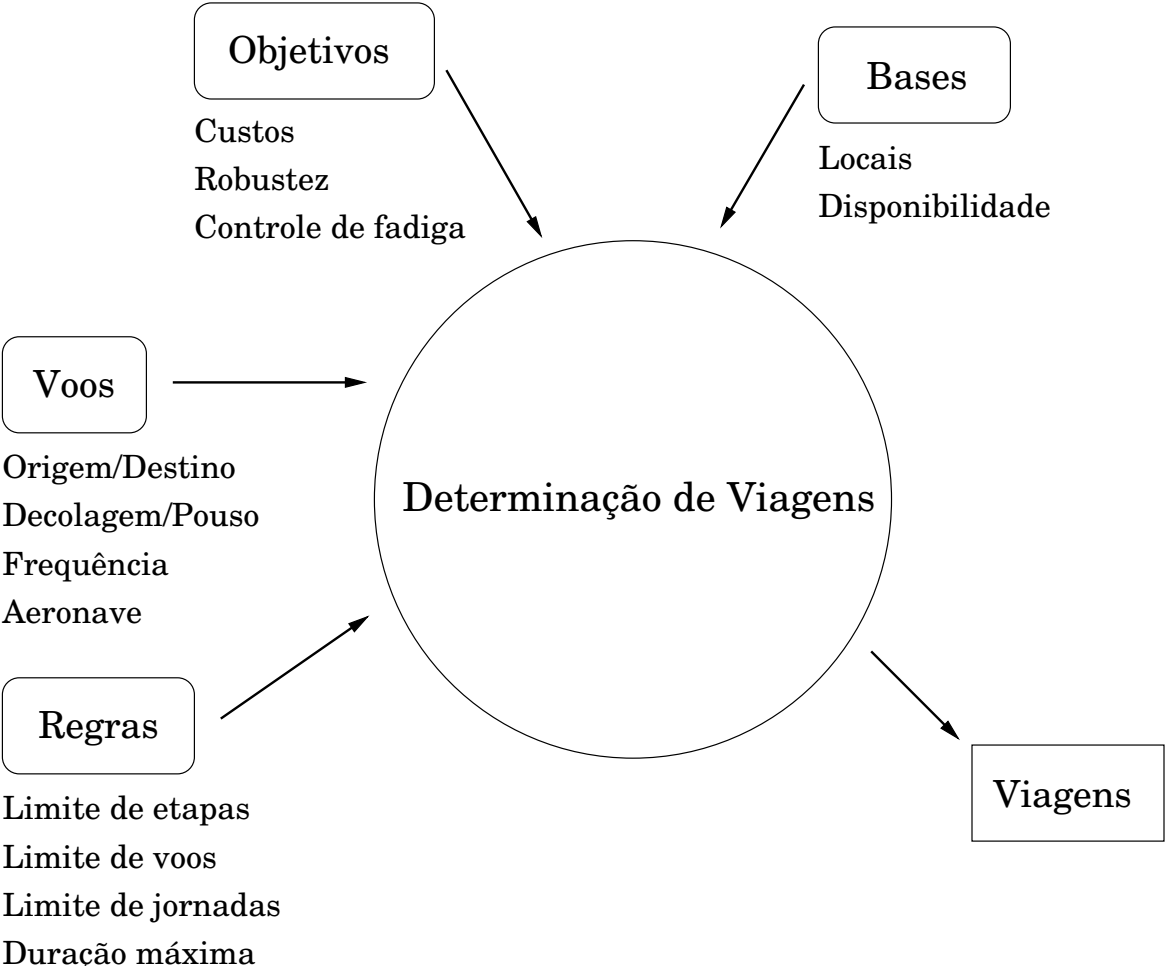 Objetivos
Custos
Robustez
Controle de fadiga
Bases
Locais
Disponibilidade
Voos
Origem/Destino
Decolagem/Pouso
Frequência
Aeronave
Determinação de Viagens
Regras
Limite de etapas
Limite de voos
Limite de jornadas
Duração máxima
Viagens